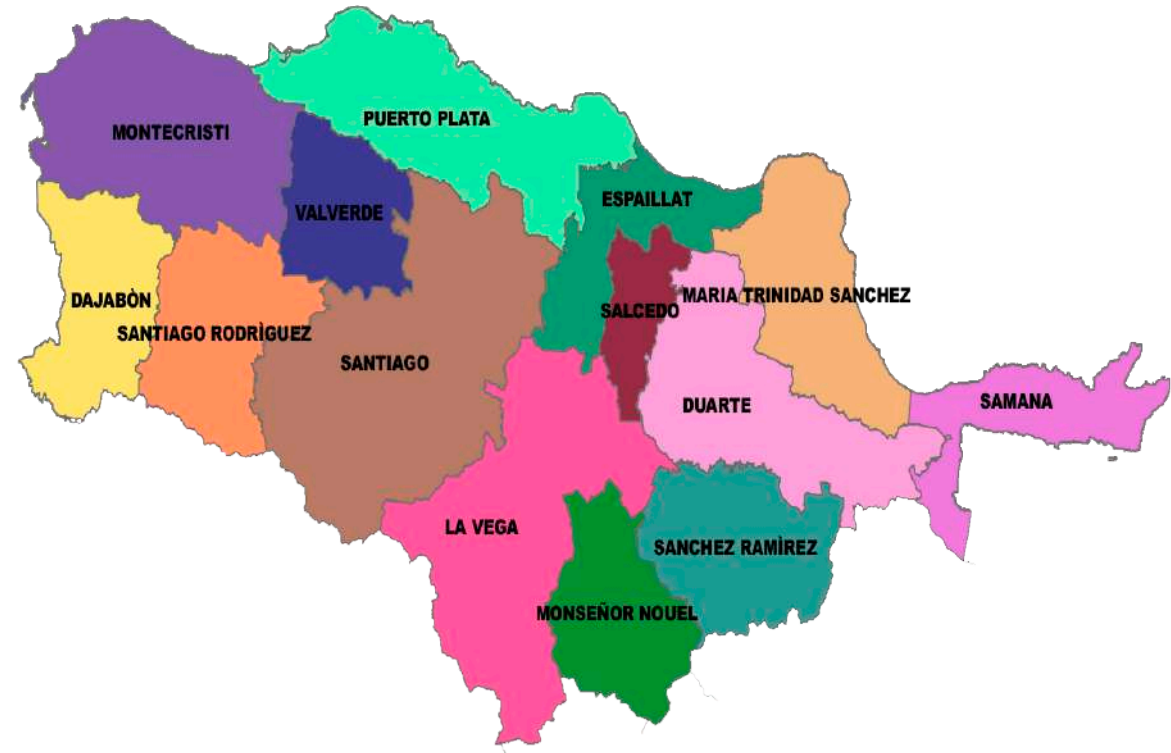 PUERTO PLATA
MONTECRISTI
ESPAILLAT
VALVERDE
MARIA TRINIDAD SANCHEZ
DAJABÒN
SALCEDO
SANTIAGO RODRÌGUEZ
SANTIAGO
SAMANA
DUARTE
LA VEGA
SANCHEZ RAMÌREZ
MONSEÑOR NOUEL